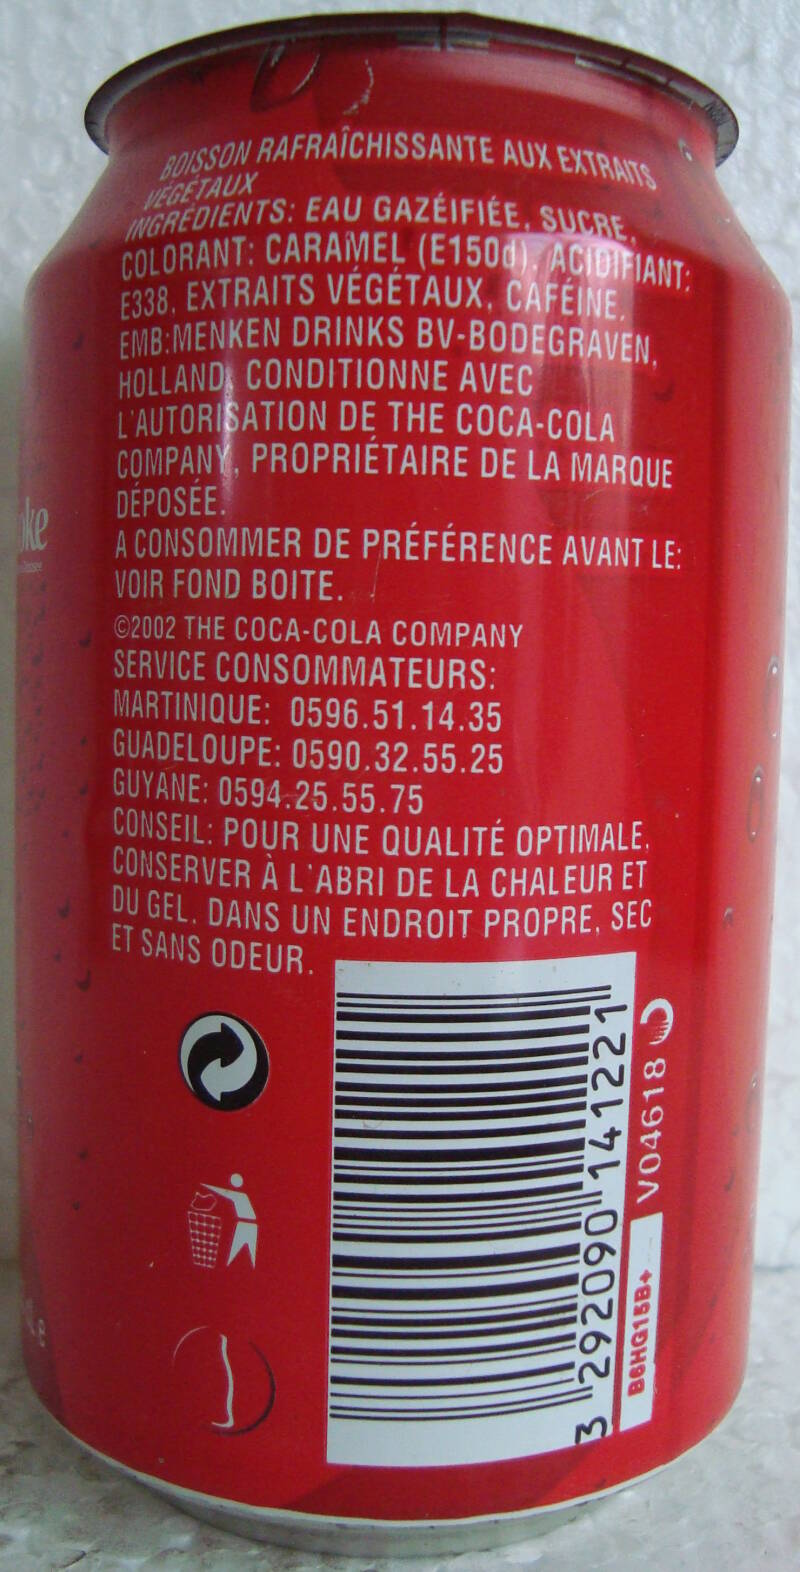 BOISSON RAFRAÎCHISSANTE AUX EXTRAITS
VÉGÉTAUX
INGRÉDIENTS: EAU GAZÉIFIÉE, SUCRE,
COLORANT: CARAMEL (E150d), ACIDIFIANT:
E338, EXTRAITS VÉGÉTAUX, CAFÉINE.
EMB:MENKEN DRINKS BV-BODEGRAVEN,
HOLLAND, CONDITIONNE AVEC
L'AUTORISATION DE THE COCA-COLA
COMPANY, PROPRIÉTAIRE DE LA MARQUE
DÉPOSÉE.
A CONSOMMER DE PRÉFÉRENCE AVANT LE:
VOIR FOND BOITE.
©2002 THE COCA-COLA COMPANY
SERVICE CONSOMMATEURS:
MARTINIQUE: 0596.51.14.35
GUADELOUPE: 0590.32.55.25
GUYANE: 0594.25.55.75
CONSEIL: POUR UNE QUALITÉ OPTIMALE,
CONSERVER À L'ABRI DE LA CHALEUR ET
DU GEL. DANS UN ENDROIT PROPRE, SEC
ET SANS ODEUR.
3 292090 141221
V04618
B6HG15B+